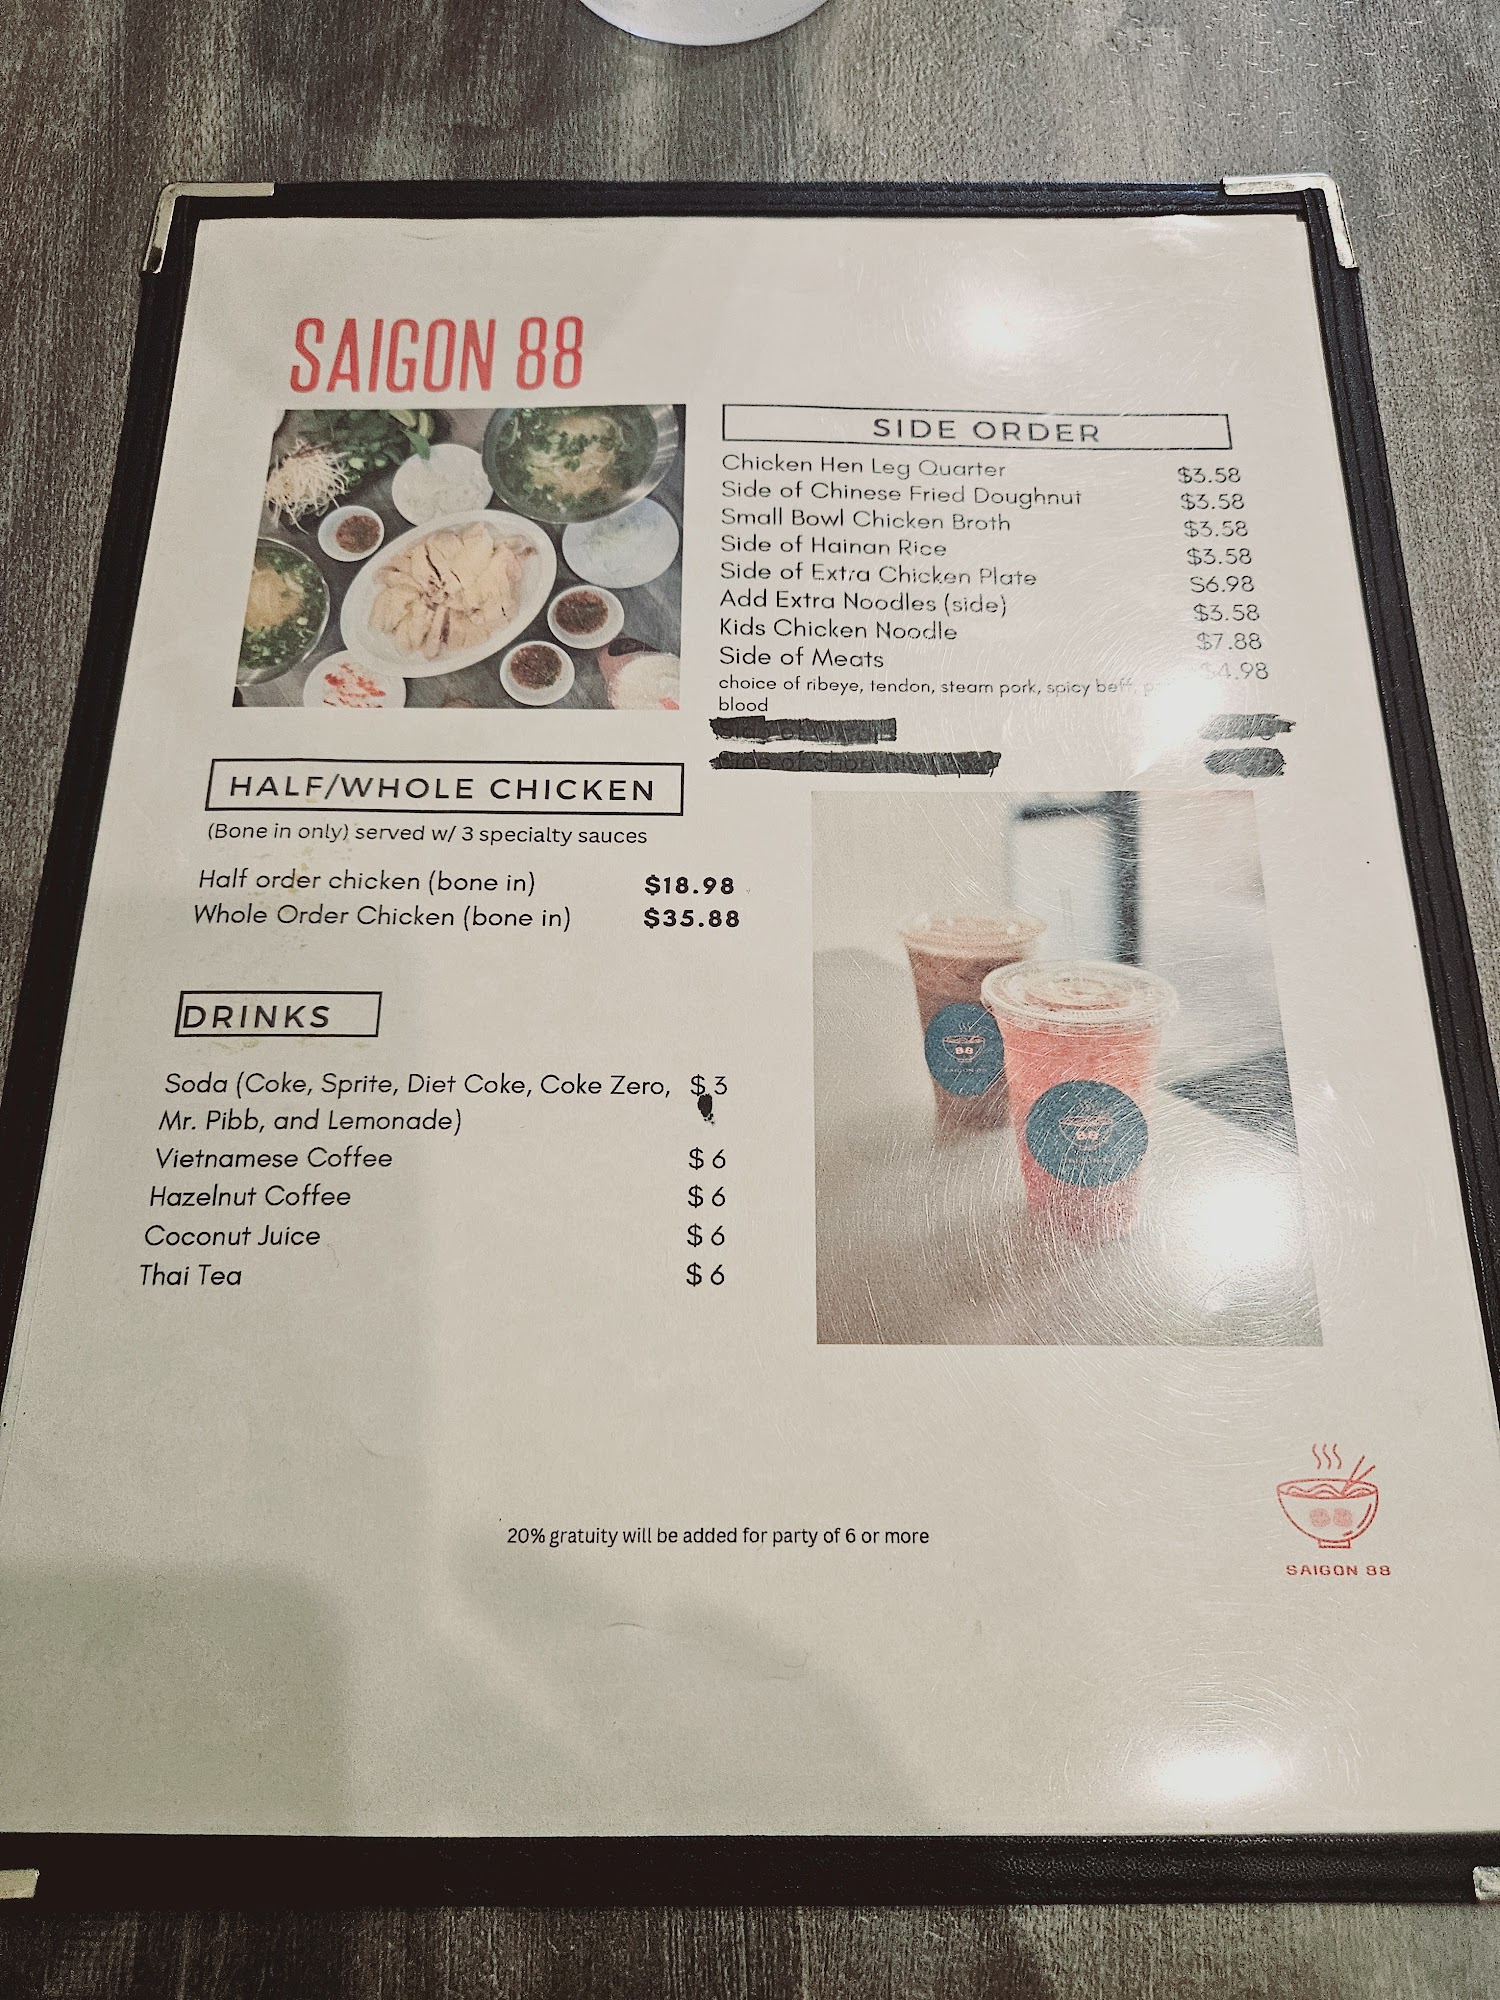 SAIGON 88
SIDE ORDER
Chicken Hen Leg Quarter $3.58
Side of Chinese Fried Doughnut $3.58
Small Bowl Chicken Broth $3.58
Side of Hainan Rice $3.58
Side of Extra Chicken Plate $6.98
Add Extra Noodles (side) $3.58
Kids Chicken Noodle $7.88
Side of Meats $4.98
choice of ribeye, tendon, steam pork, spicy beff,
blood
HALF/WHOLE CHICKEN
(Bone in only) served w/ 3 specialty sauces
Half order chicken (bone in) $18.98
Whole Order Chicken (bone in) $35.88
DRINKS
Soda (Coke, Sprite, Diet Coke, Coke Zero, $ 3
Mr. Pibb, and Lemonade)
Vietnamese Coffee $ 6
Hazelnut Coffee $ 6
Coconut Juice $ 6
Thai Tea $ 6
88
88
20% gratuity will be added for party of 6 or more
SAIGON 88